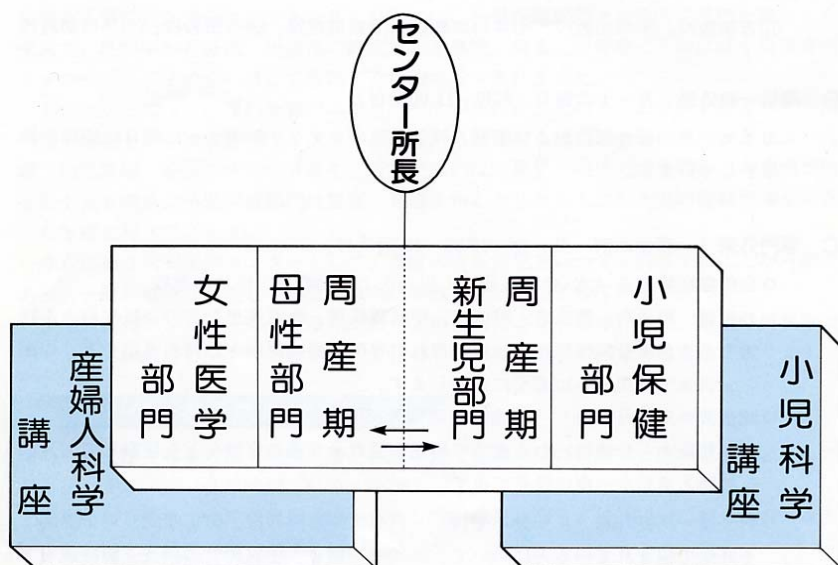 センター所長
小児保健
部門
周産期
新生児部門
周産期
母性部門
女性医学
部門
小児科学
講座
産婦人科学
講座